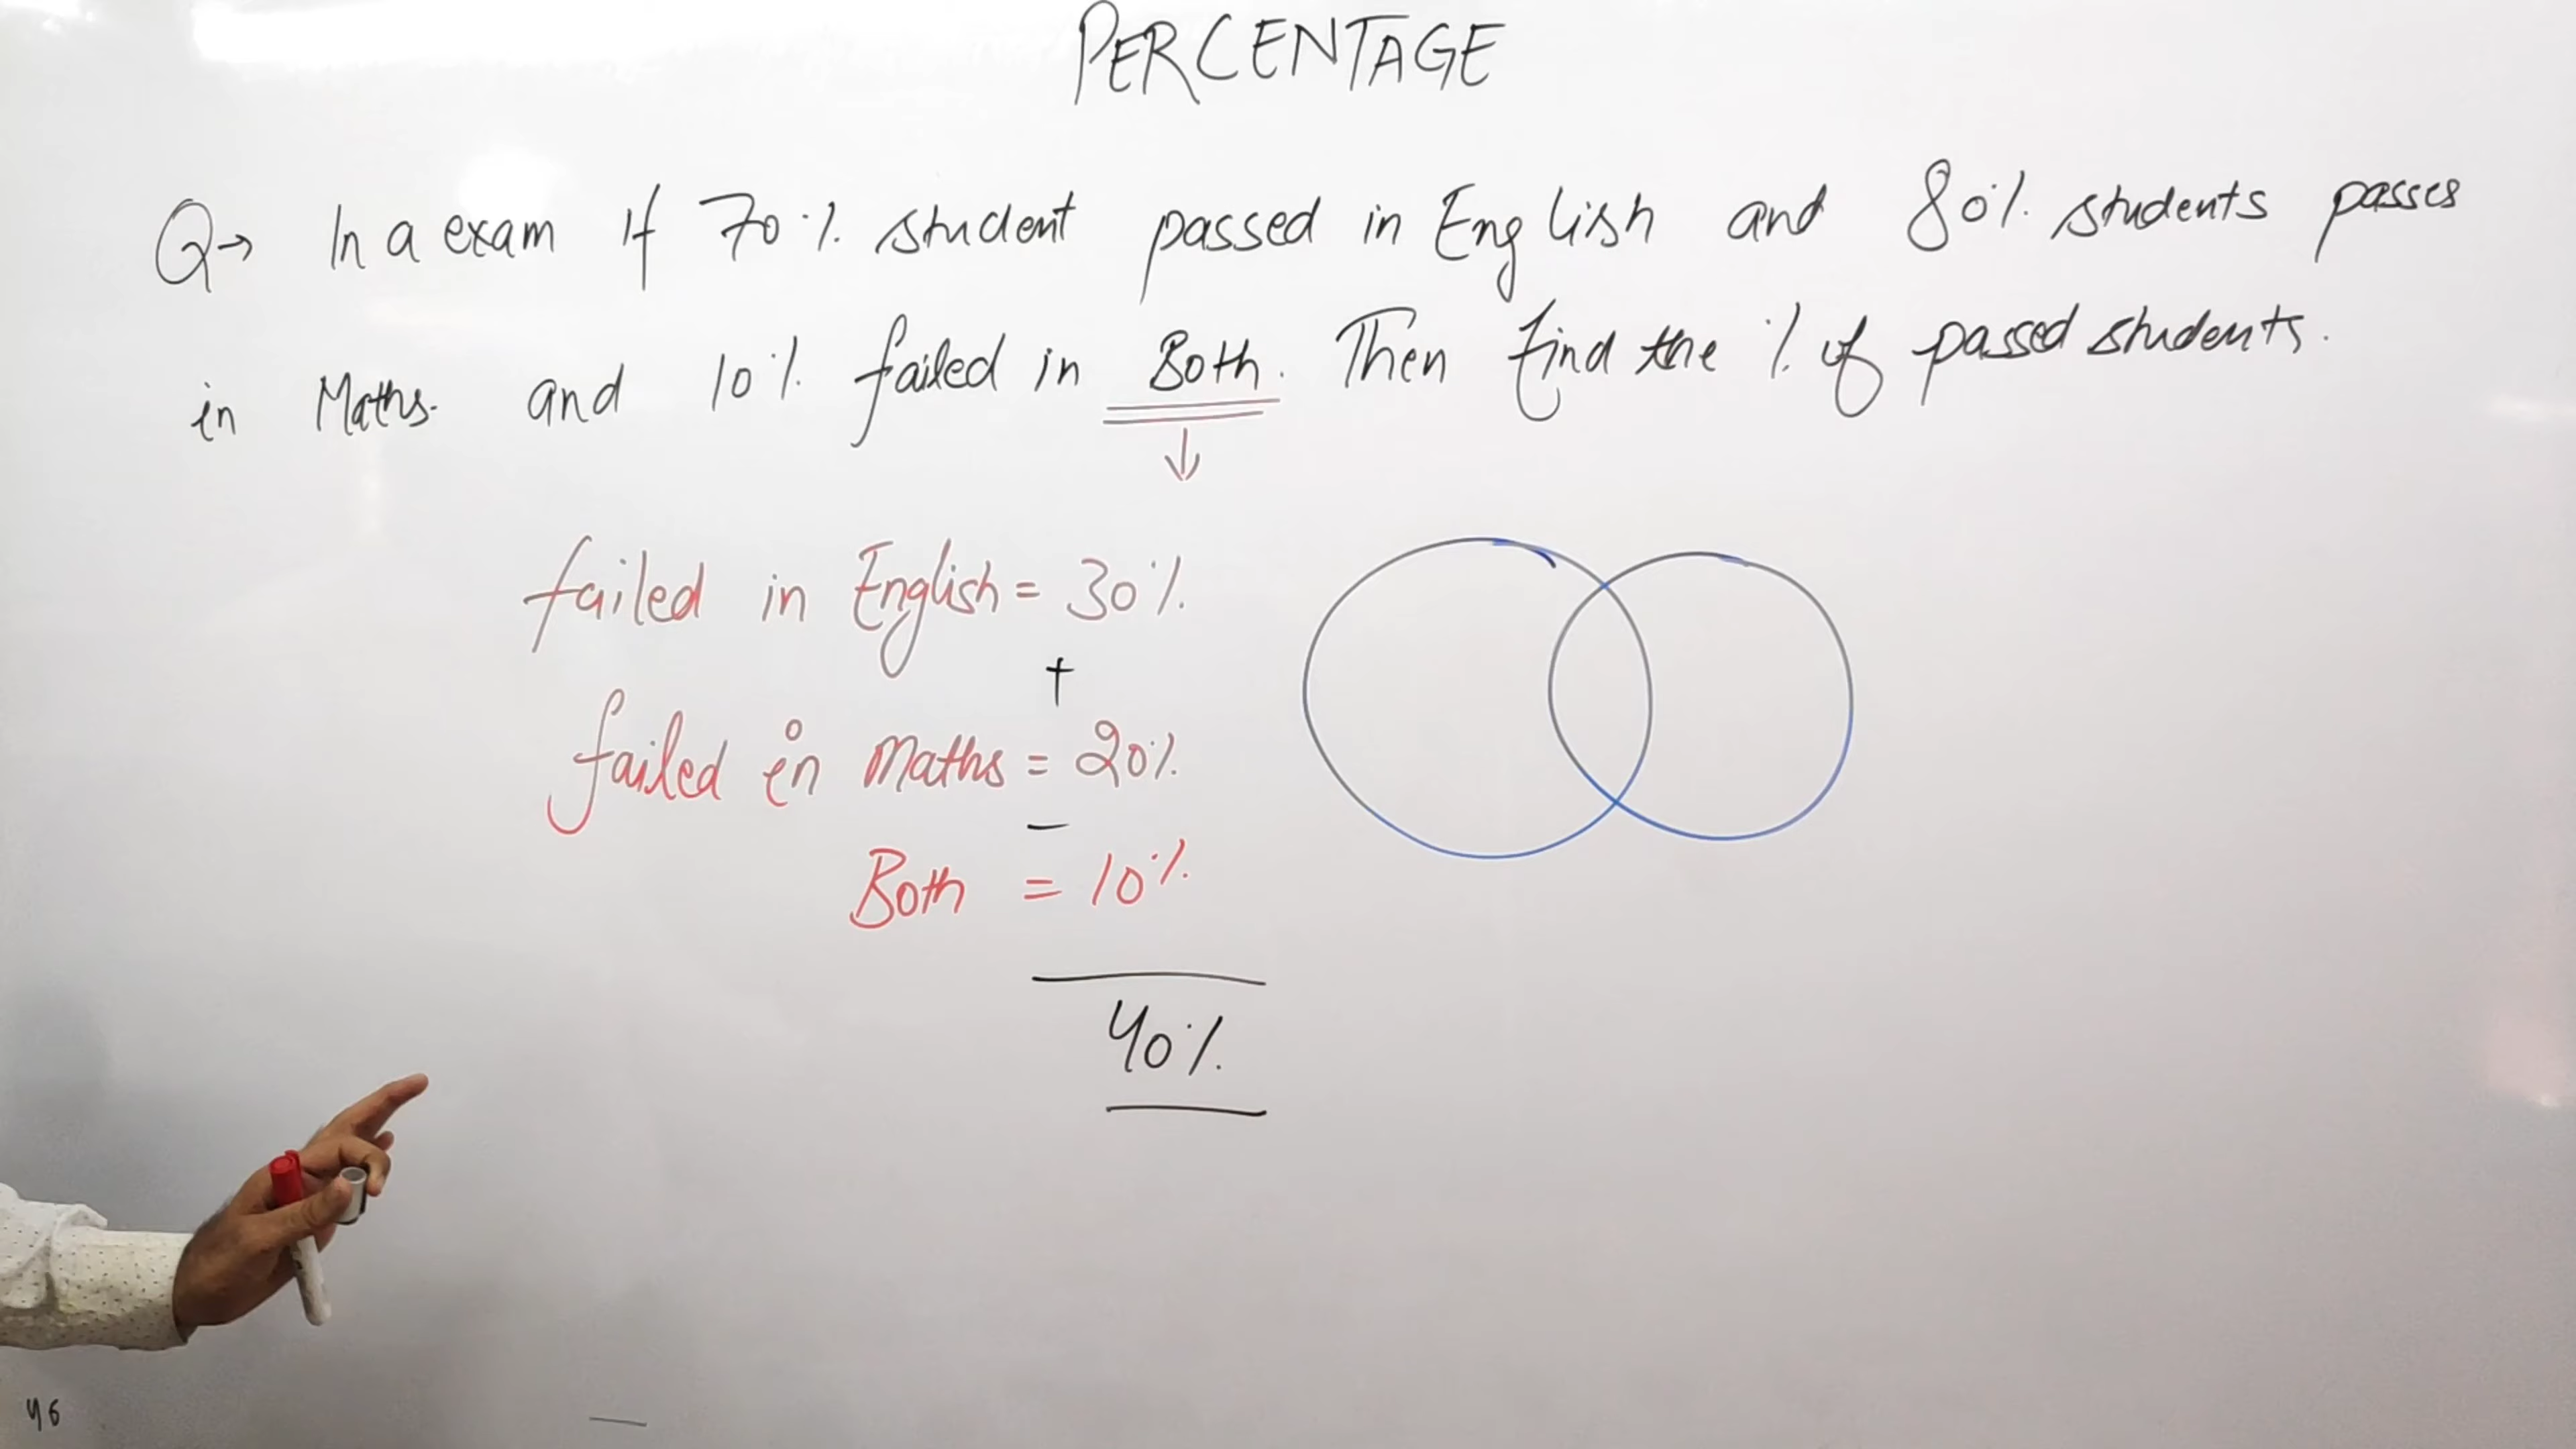 PERCENTAGE
Q→ In a exam if 70% student passed in English and 80% students passes
in Maths. and 10% failed in Both. Then find the % of passed students.
↓
failed in English = 30%
+
failed in Maths = 20%
−
Both = 10%
40%
46